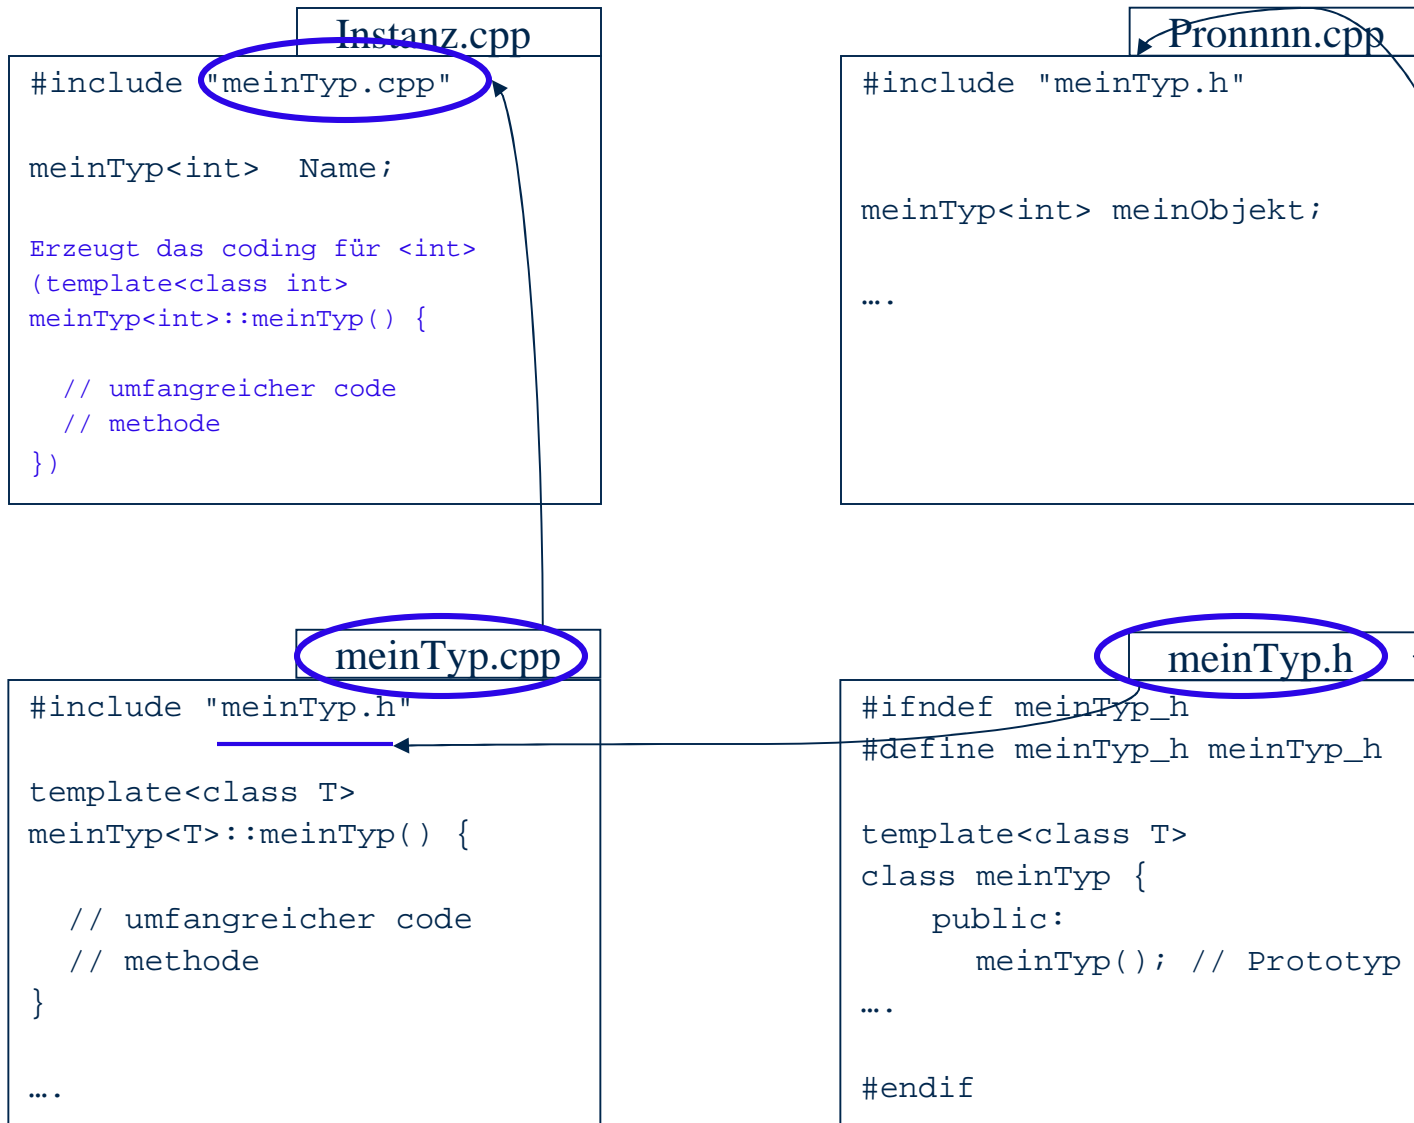 Instanz.cpp
#include "meinTyp.cpp"
meinTyp<int>  Name;
Erzeugt das coding für <int>
(template<class int>
meinTyp<int>::meinTyp() {
// umfangreicher code
// methode
})
Pronnnn.cpp
#include "meinTyp.h"
meinTyp<int> meinObjekt;
….
meinTyp.cpp
#include "meinTyp.h"
template<class T>
meinTyp<T>::meinTyp() {
// umfangreicher code
// methode
}
….
meinTyp.h
#ifndef meinTyp_h
#define meinTyp_h meinTyp_h
template<class T>
class meinTyp {
public:
meinTyp(); // Prototyp
….
#endif